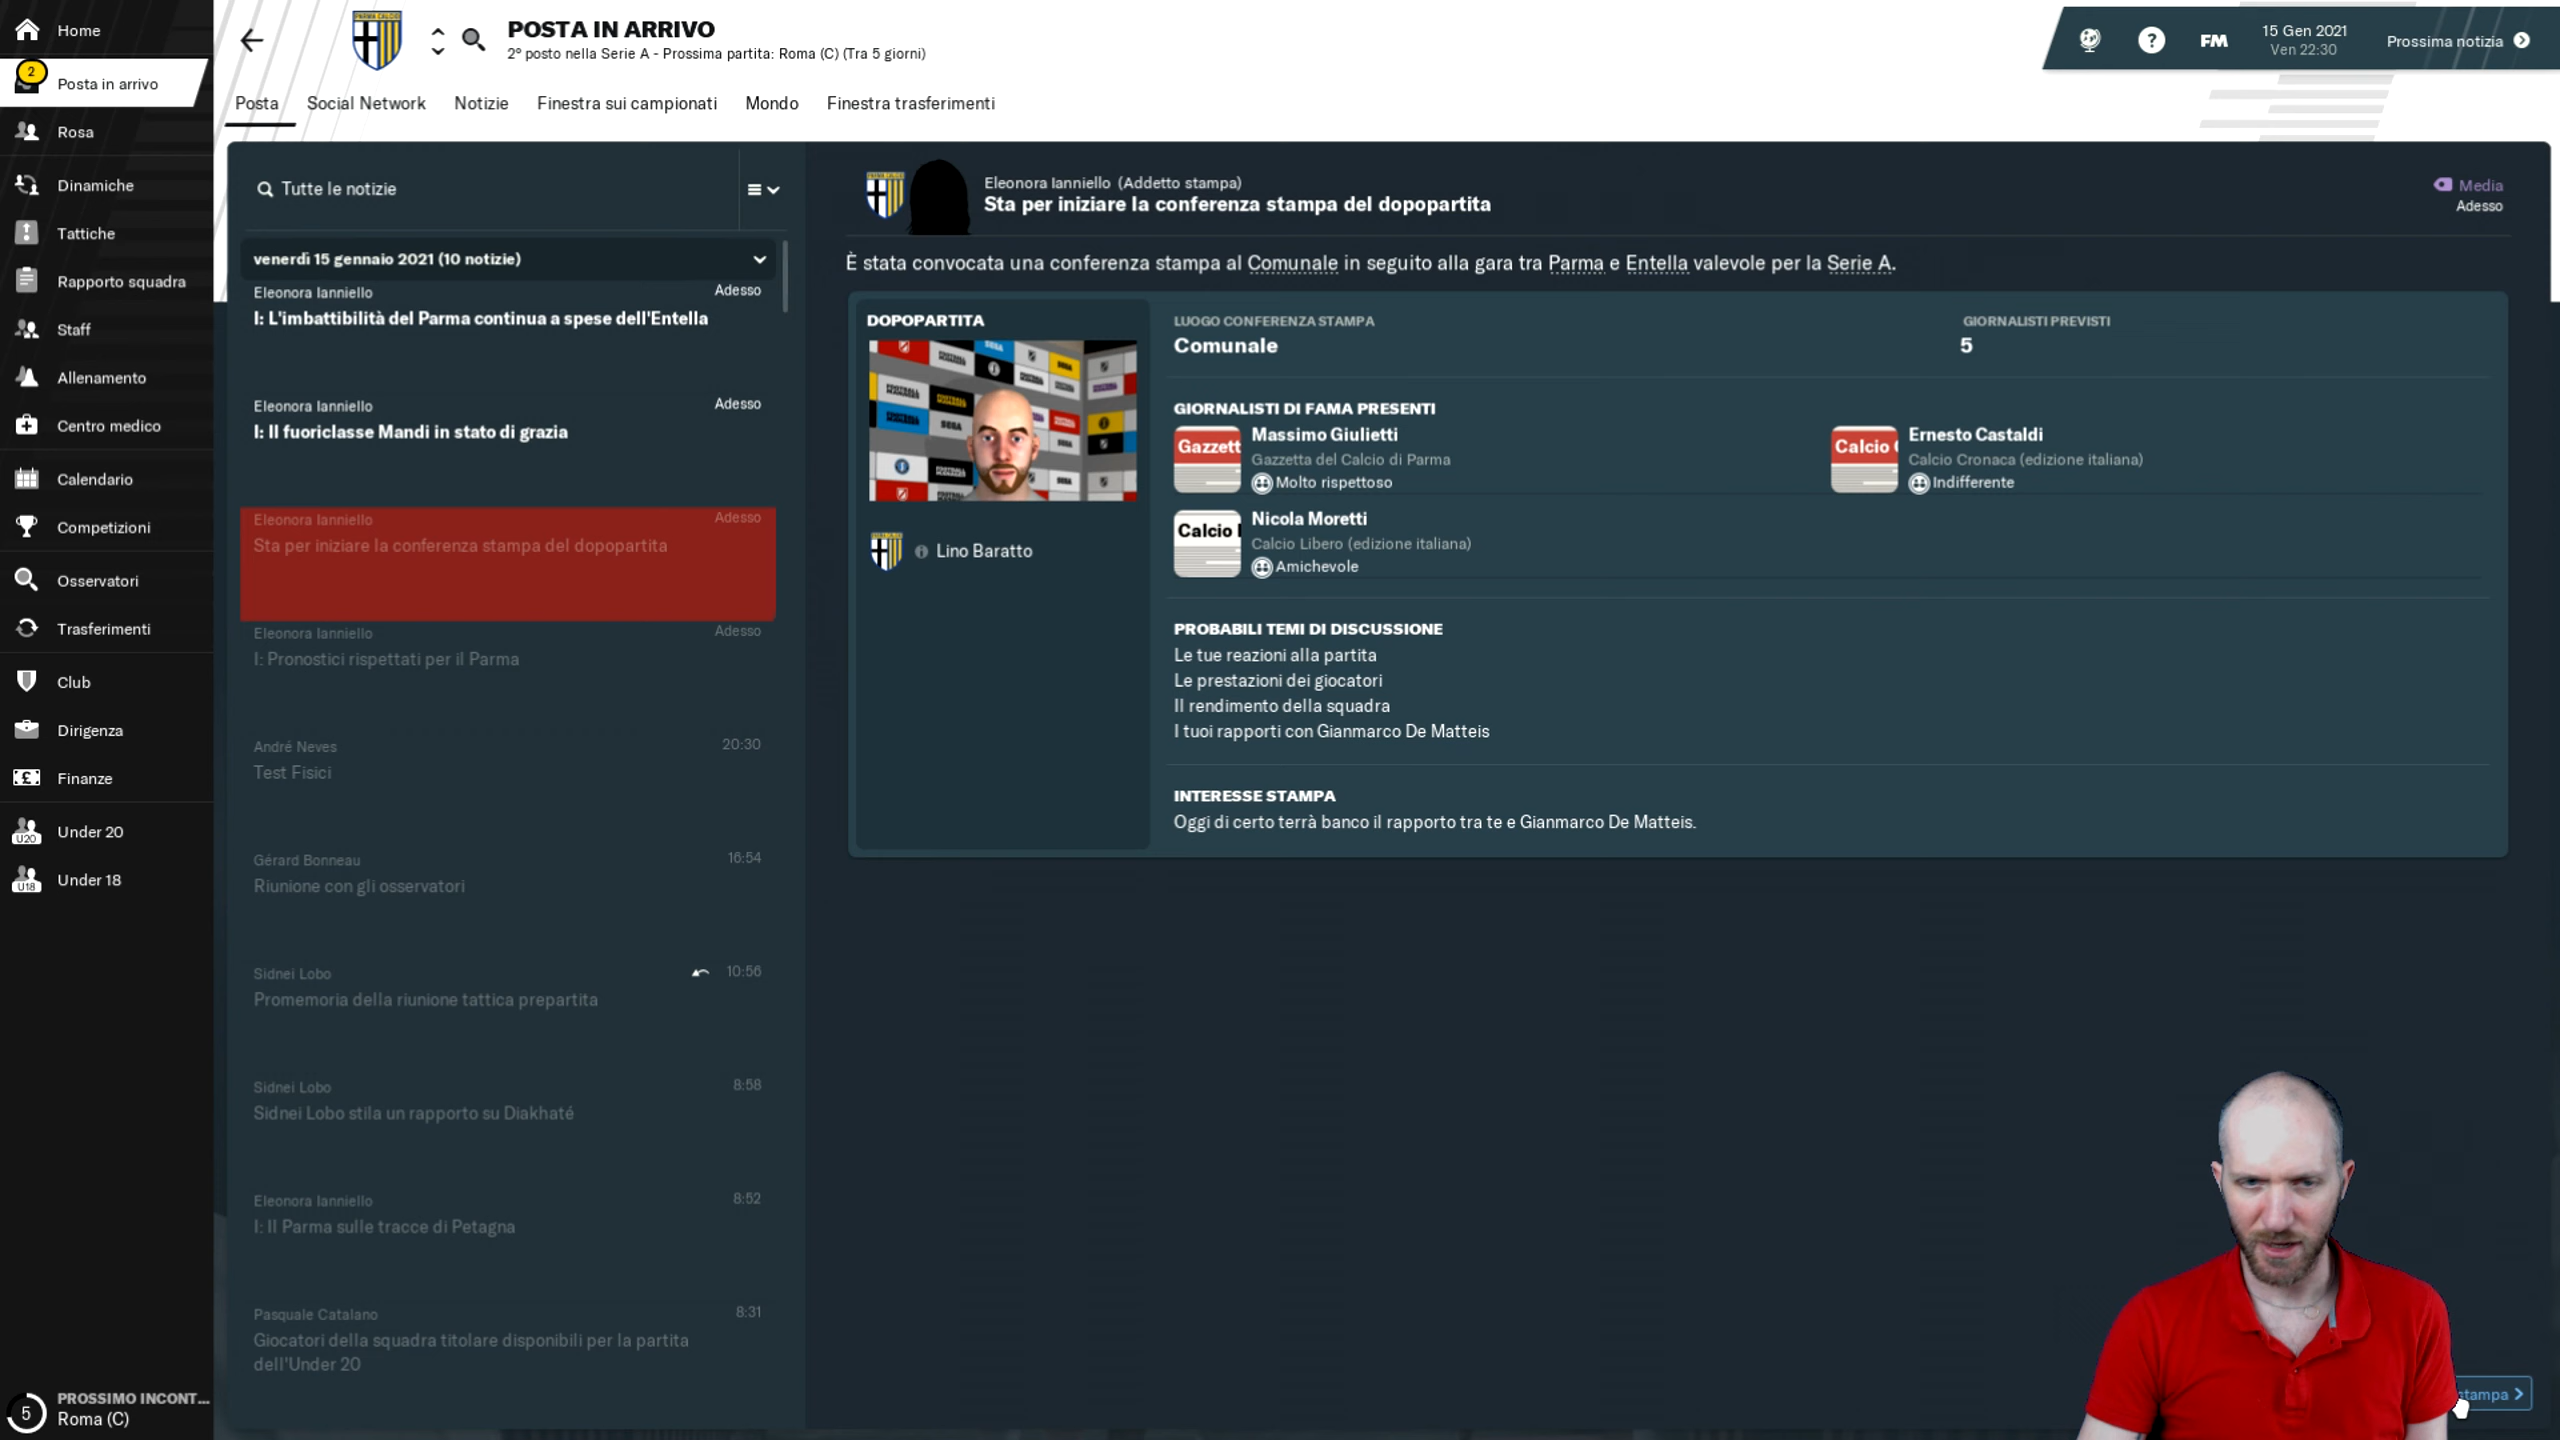 Home
2
Posta in arrivo
Rosa
Dinamiche
Tattiche
Rapporto squadra
Staff
Allenamento
Centro medico
Calendario
Competizioni
Osservatori
Trasferimenti
Club
Dirigenza
Finanze
U20
Under 20
U18
Under 18
5
PROSSIMO INCONT...
Roma (C)
PARMA CALCIO
POSTA IN ARRIVO
2º posto nella Serie A - Prossima partita: Roma (C) (Tra 5 giorni)
?
FM
15 Gen 2021
Ven 22:30
Prossima notizia
Posta
Social Network
Notizie
Finestra sui campionati
Mondo
Finestra trasferimenti
Tutte le notizie
venerdì 15 gennaio 2021 (10 notizie)
Eleonora Ianniello
Adesso
I: L'imbattibilità del Parma continua a spese dell'Entella
Eleonora Ianniello
Adesso
I: Il fuoriclasse Mandi in stato di grazia
Eleonora Ianniello
Adesso
Sta per iniziare la conferenza stampa del dopopartita
Eleonora Ianniello
Adesso
I: Pronostici rispettati per il Parma
André Neves
20:30
Test Fisici
Gérard Bonneau
16:54
Riunione con gli osservatori
Sidnei Lobo
10:56
Promemoria della riunione tattica prepartita
Sidnei Lobo
8:58
Sidnei Lobo stila un rapporto su Diakhaté
Eleonora Ianniello
8:52
I: Il Parma sulle tracce di Petagna
Pasquale Catalano
8:31
Giocatori della squadra titolare disponibili per la partita
dell'Under 20
Eleonora Ianniello (Addetto stampa)
Sta per iniziare la conferenza stampa del dopopartita
Media
Adesso
È stata convocata una conferenza stampa al Comunale in seguito alla gara tra Parma e Entella valevole per la Serie A.
DOPOPARTITA
SEGA
Lino Baratto
LUOGO CONFERENZA STAMPA
Comunale
GIORNALISTI PREVISTI
5
GIORNALISTI DI FAMA PRESENTI
Gazzett
Massimo Giulietti
Gazzetta del Calcio di Parma
Molto rispettoso
Calcio
Ernesto Castaldi
Calcio Cronaca (edizione italiana)
Indifferente
Calcio
Nicola Moretti
Calcio Libero (edizione italiana)
Amichevole
PROBABILI TEMI DI DISCUSSIONE
Le tue reazioni alla partita
Le prestazioni dei giocatori
Il rendimento della squadra
I tuoi rapporti con Gianmarco De Matteis
INTERESSE STAMPA
Oggi di certo terrà banco il rapporto tra te e Gianmarco De Matteis.
stampa